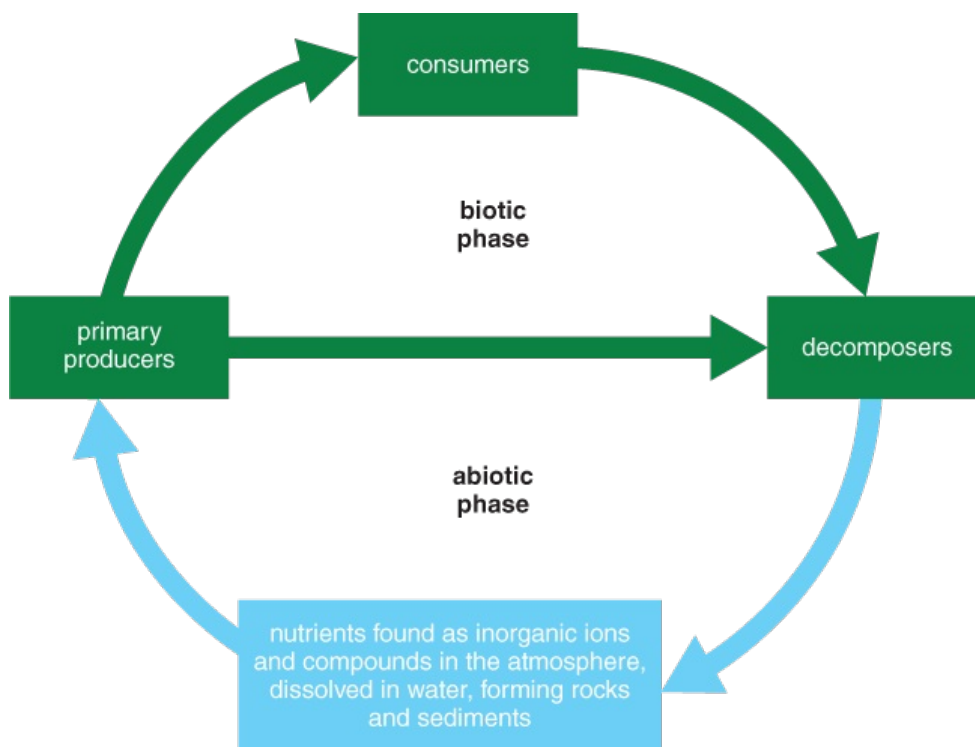 consumers
biotic
phase
primary
producers
decomposers
abiotic
phase
nutrients found as inorganic ions
and compounds in the atmosphere,
dissolved in water, forming rocks
and sediments